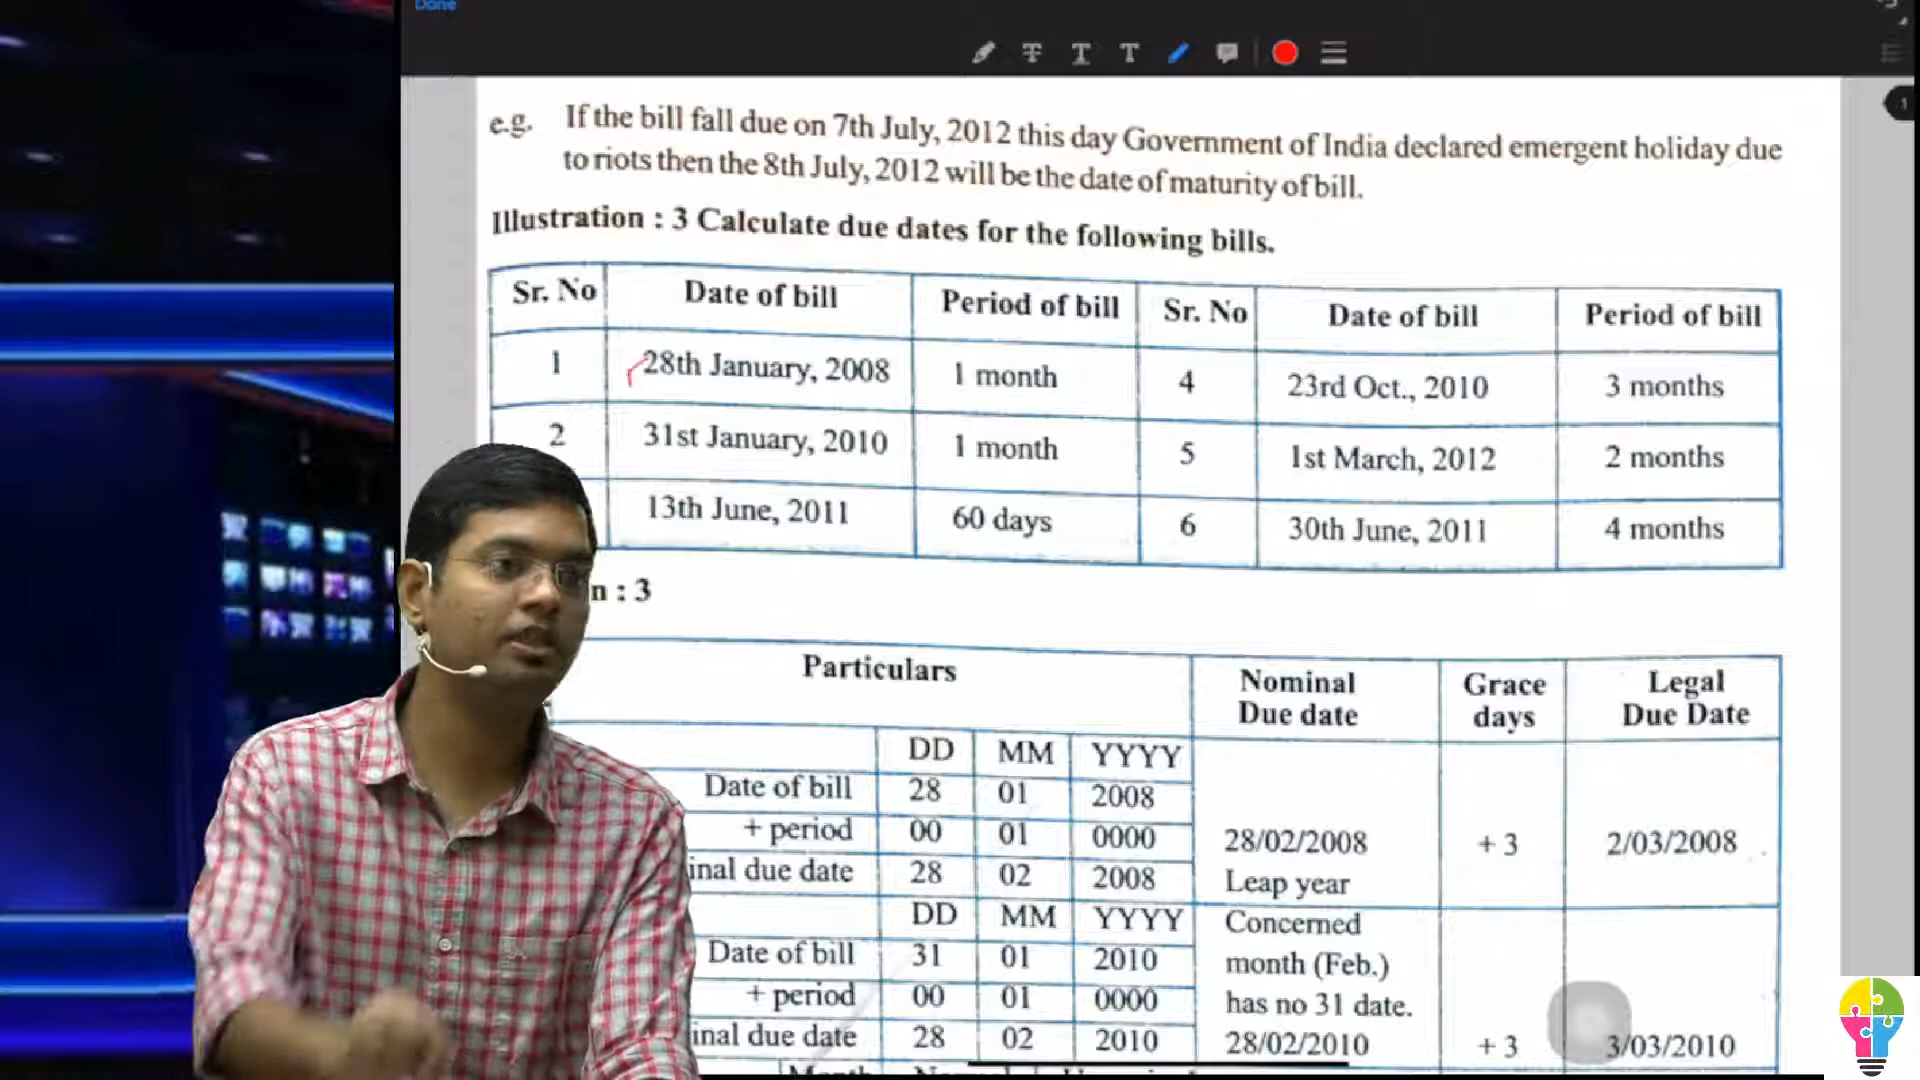 Done
T T T
1
e.g. If the bill fall due on 7th July, 2012 this day Government of India declared emergent holiday due
to riots then the 8th July, 2012 will be the date of maturity of bill.
Illustration : 3 Calculate due dates for the following bills.
Sr. No Date of bill Period of bill Sr. No Date of bill Period of bill
1 28th January, 2008 1 month 4 23rd Oct., 2010 3 months
2 31st January, 2010 1 month 5 1st March, 2012 2 months
13th June, 2011 60 days 6 30th June, 2011 4 months
n : 3
Particulars Nominal Due date Grace days Legal Due Date
DD MM YYYY
Date of bill 28 01 2008
+ period 00 01 0000 28/02/2008 + 3 2/03/2008
inal due date 28 02 2008 Leap year
DD MM YYYY Concerned
Date of bill 31 01 2010 month (Feb.)
+ period 00 01 0000 has no 31 date.
inal due date 28 02 2010 28/02/2010 + 3 3/03/2010